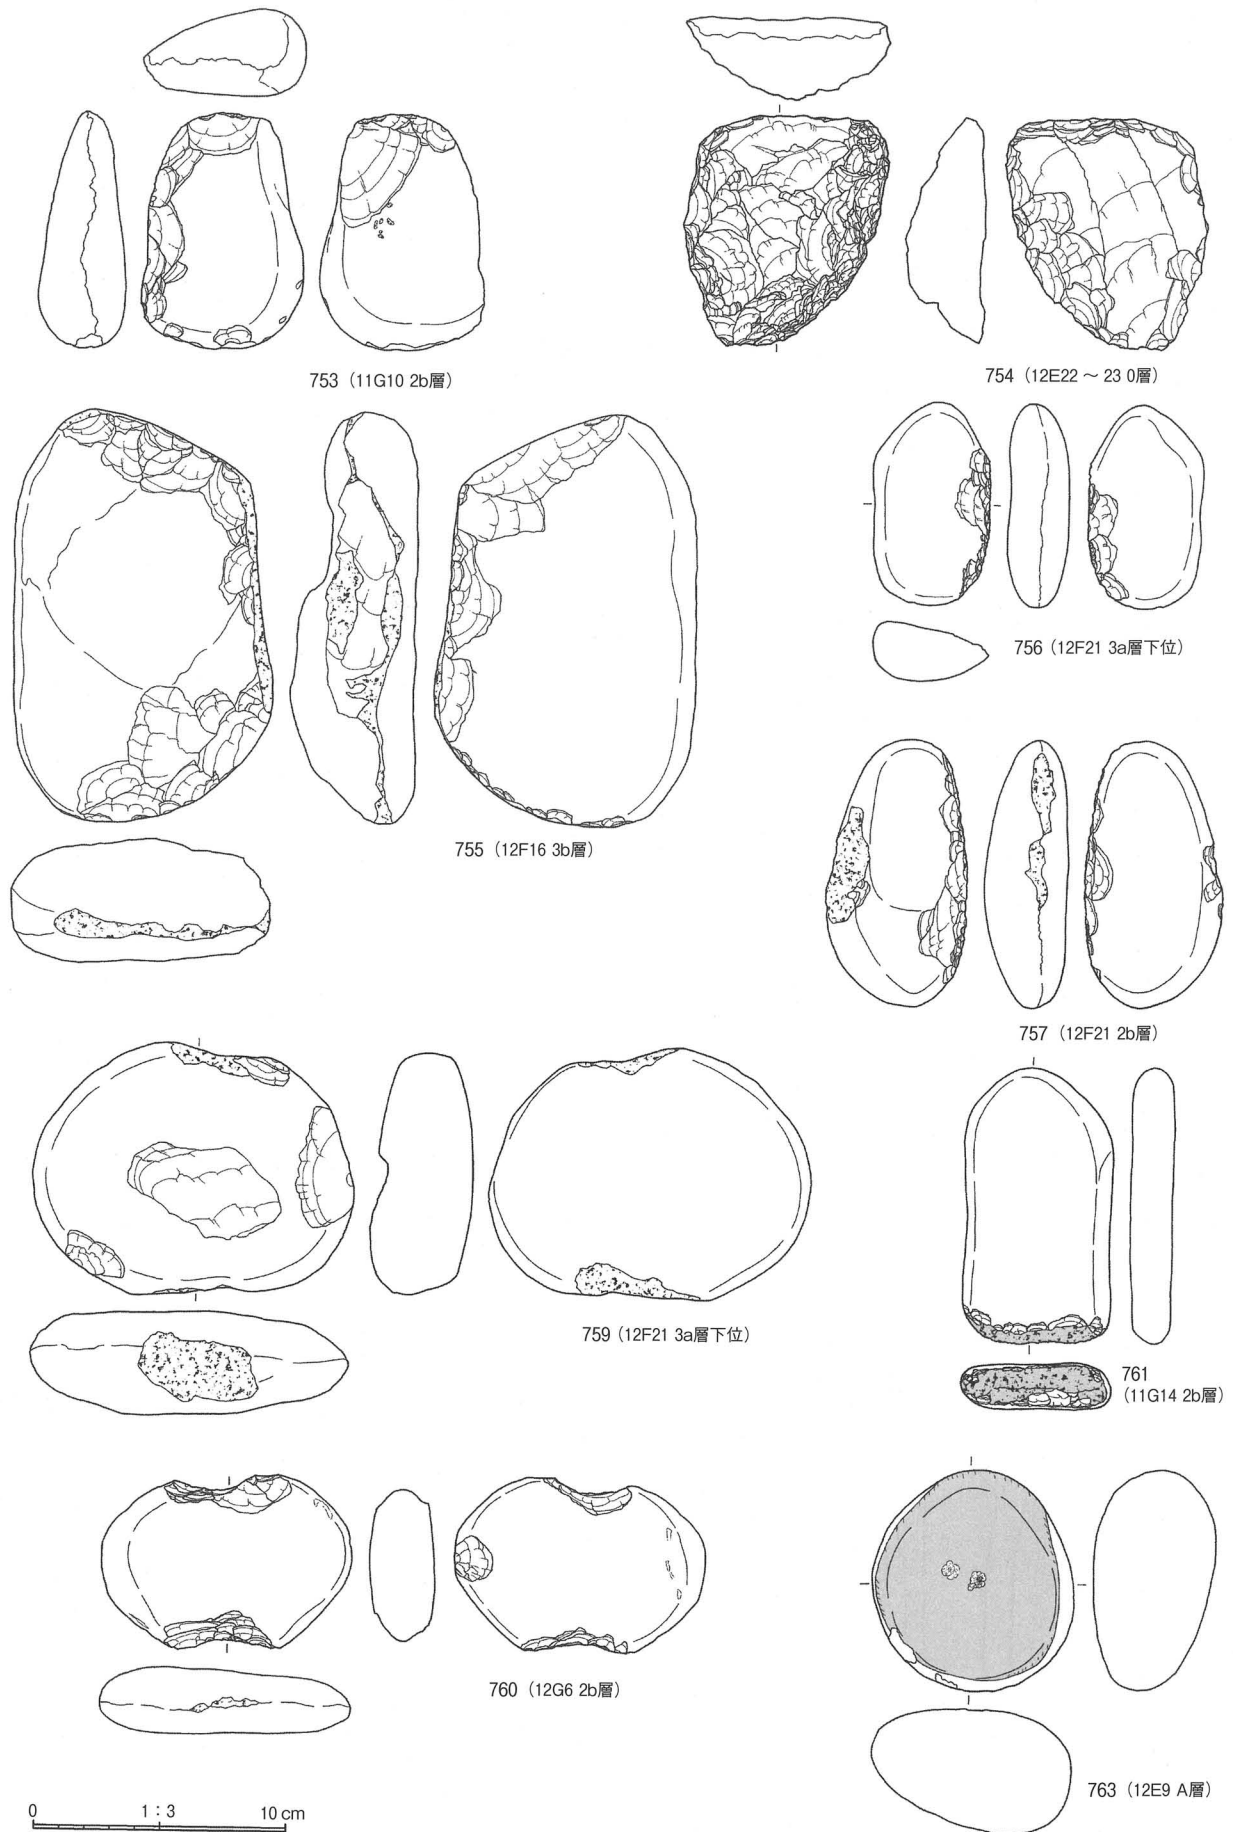 753（11G10 2b層）
754（12E22 ～ 23 0層）
756（12F21 3a層下位）
755（12F16 3b層）
757（12F21 2b層）
759（12F21 3a層下位）
761
（11G14 2b層）
760（12G6 2b層）
763（12E9 A層）
0 1：3 10 cm